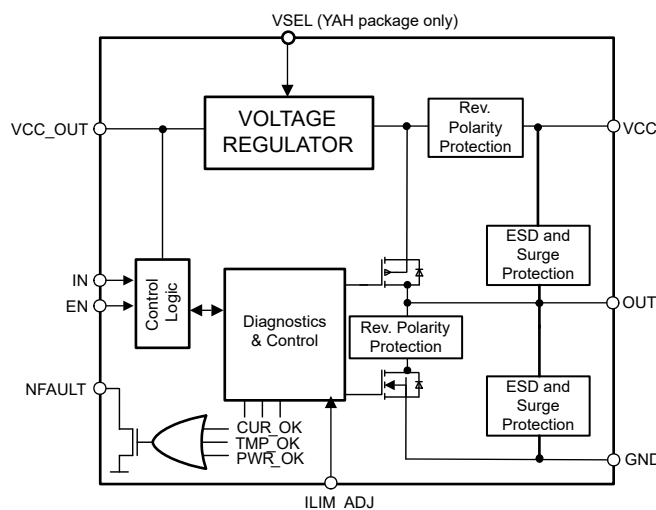 VSEL (YAH package only)
VOLTAGE
REGULATOR
Rev.
Polarity
Protection
VCC_OUT
VCC
ESD and
Surge
Protection
IN
EN
Control
Logic
Diagnostics
& Control
OUT
Rev. Polarity
Protection
NFAULT
ESD and
Surge
Protection
CUR_OK
TMP_OK
PWR_OK
GND
ILIM_ADJ